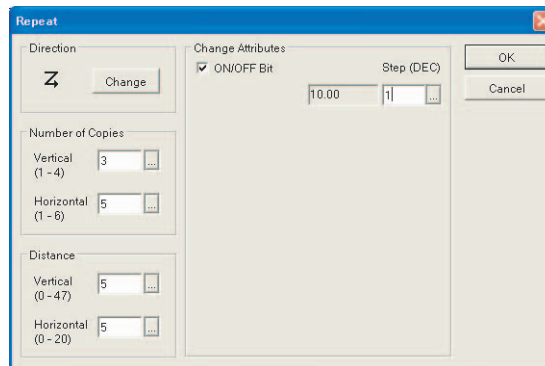 Repeat
Direction
Change
Number of Copies
Vertical
(1 - 4)
3
...
Horizontal
(1 - 6)
5
...
Distance
Vertical
(0 - 47)
5
...
Horizontal
(0 - 20)
5
...
Change Attributes
ON/OFF Bit
Step (DEC)
10.00
1
...
OK
Cancel